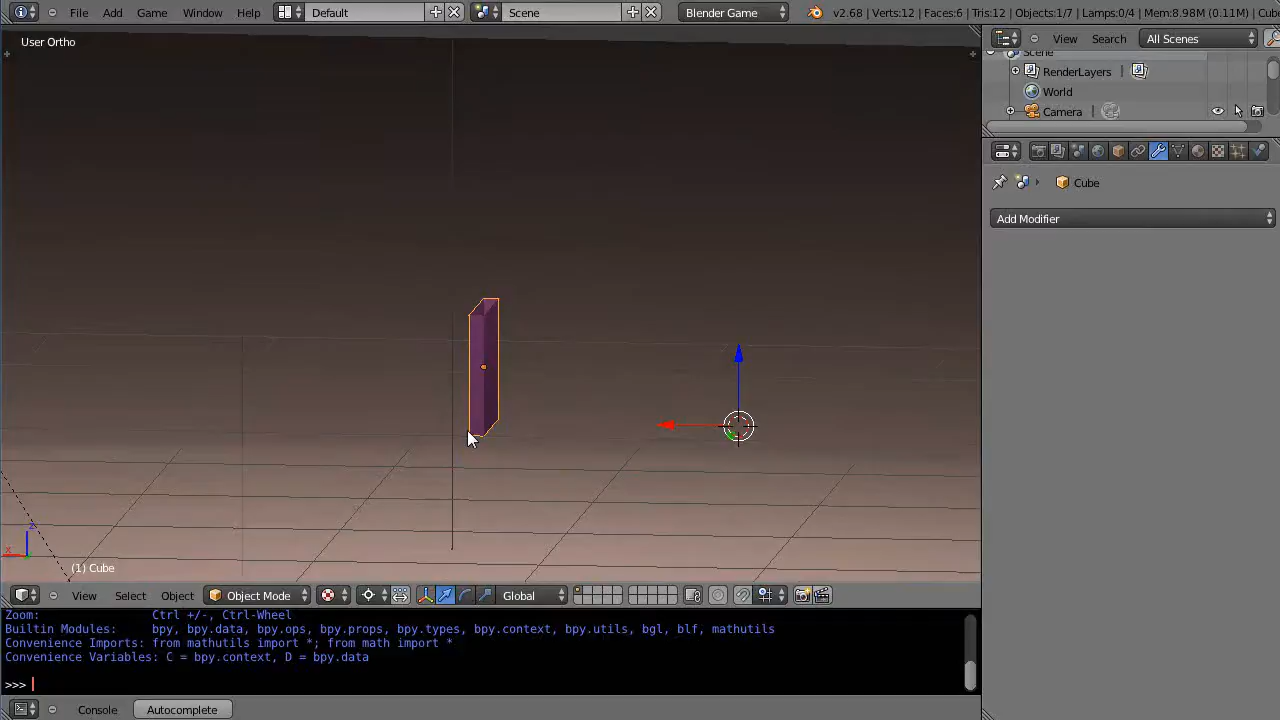 File Add Game Window Help Default Scene Blender Game v2.68 | Verts:12 | Faces:6 | Tris:12 | Objects:1/7 | Lamps:0/4 | Mem:8.98M (0.11M) | Cube
User Ortho
View Search All Scenes
Scene
RenderLayers
World
Camera
Cube
Add Modifier
x
z
(1) Cube
View Select Object Object Mode Global
Zoom: Ctrl +/-, Ctrl-Wheel
Builtin Modules: bpy, bpy.data, bpy.ops, bpy.props, bpy.types, bpy.context, bpy.utils, bgl, blf, mathutils
Convenience Imports: from mathutils import *; from math import *
Convenience Variables: C = bpy.context, D = bpy.data
>>>
Console Autocomplete